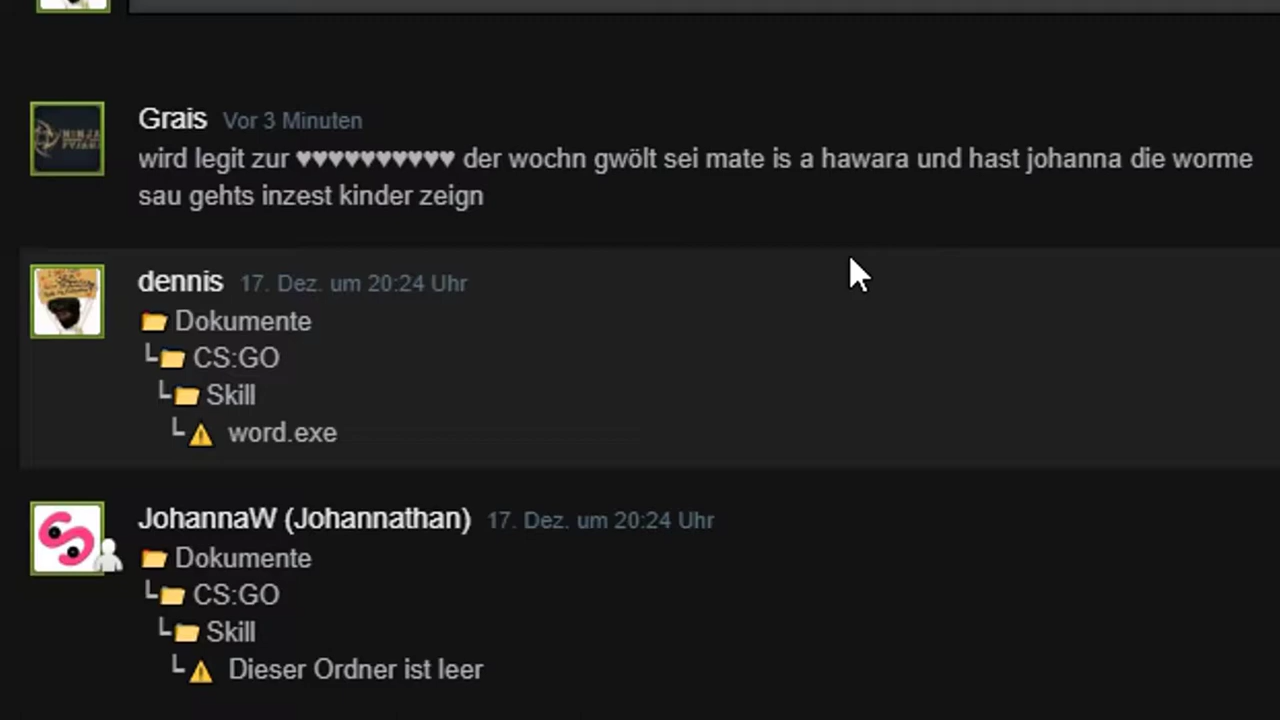 Grais Vor 3 Minuten
wird legit zur ♥♥♥♥♥♥♥♥♥♥ der wochn gwölt sei mate is a hawara und hast johanna die worme
sau gehts inzest kinder zeign
dennis 17. Dez. um 20:24 Uhr
📁 Dokumente
└📁 CS:GO
└📁 Skill
└⚠ word.exe
JohannaW (Johannathan) 17. Dez. um 20:24 Uhr
📁 Dokumente
└📁 CS:GO
└📁 Skill
└⚠ Dieser Ordner ist leer